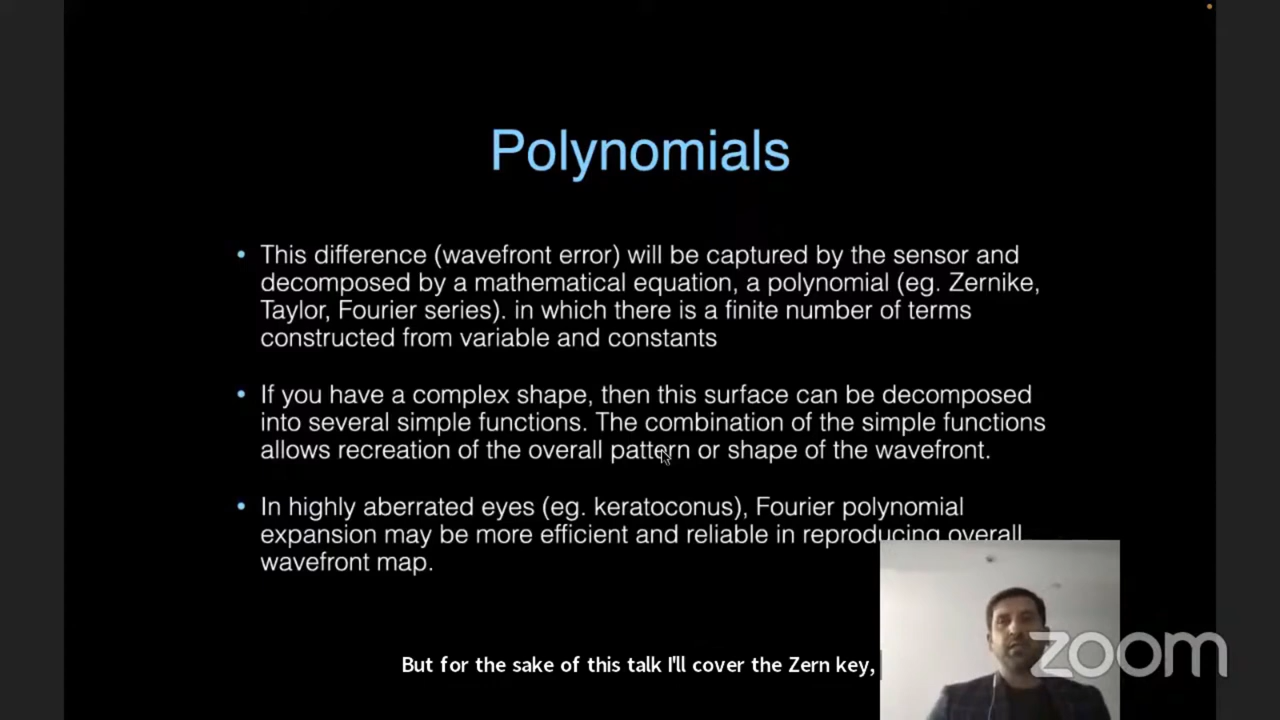 Polynomials
• This difference (wavefront error) will be captured by the sensor and
decomposed by a mathematical equation, a polynomial (eg. Zernike,
Taylor, Fourier series). in which there is a finite number of terms
constructed from variable and constants
• If you have a complex shape, then this surface can be decomposed
into several simple functions. The combination of the simple functions
allows recreation of the overall pattern or shape of the wavefront.
• In highly aberrated eyes (eg. keratoconus), Fourier polynomial
expansion may be more efficient and reliable in reproducing overall
wavefront map.
But for the sake of this talk I'll cover the Zern key,
zoom